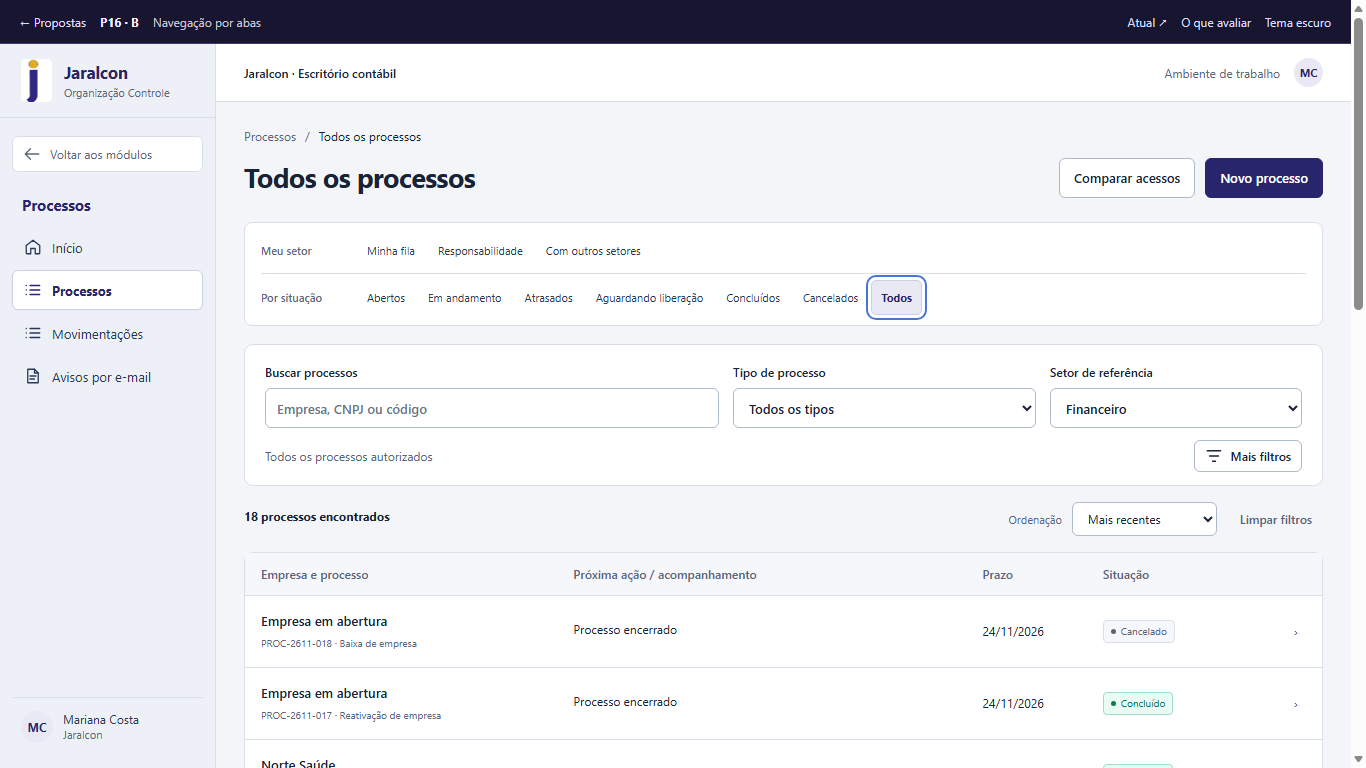 ← Propostas P16 · B Navegação por abas Atual ↗ O que avaliar Tema escuro
Jaralcon
Organização Controle
Jaralcon · Escritório contábil
Ambiente de trabalho MC
Voltar aos módulos
Processos
Início
Processos
Movimentações
Avisos por e-mail
MC
Mariana Costa
Jaralcon
Processos / Todos os processos
Todos os processos
Comparar acessos
Novo processo
Meu setor Minha fila Responsabilidade Com outros setores
Por situação Abertos Em andamento Atrasados Aguardando liberação Concluídos Cancelados Todos
Buscar processos Tipo de processo Setor de referência
Empresa, CNPJ ou código Todos os tipos Financeiro
Todos os processos autorizados Mais filtros
18 processos encontrados Ordenação Mais recentes Limpar filtros
Empresa e processo Próxima ação / acompanhamento Prazo Situação
Empresa em abertura
PROC-2611-018 · Baixa de empresa
Processo encerrado 24/11/2026 Cancelado ›
Empresa em abertura
PROC-2611-017 · Reativação de empresa
Processo encerrado 24/11/2026 Concluído ›
Norte Saúde